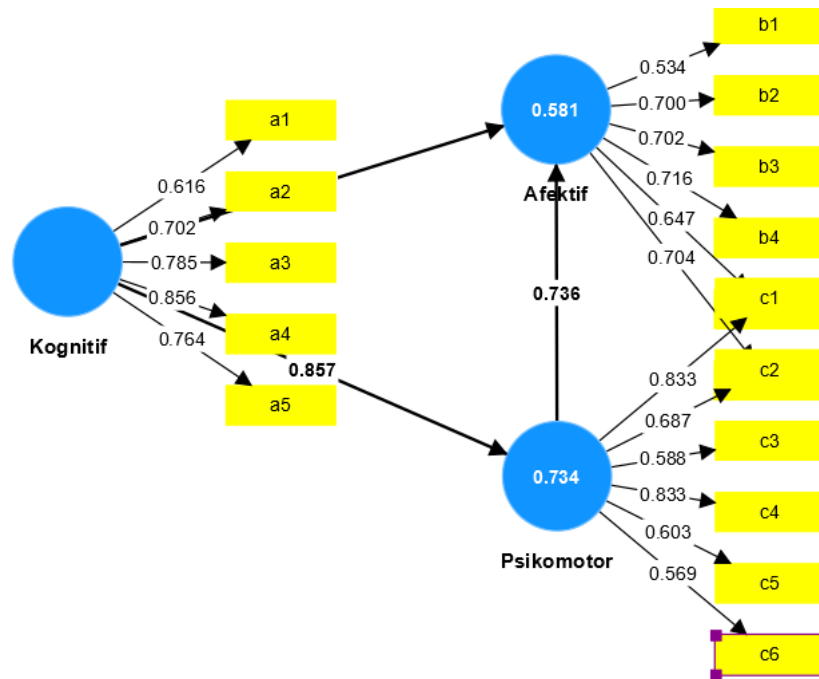 b1
0.534
0.581
b2
a1
0.700
0.702
b3
0.616
a2
Afektif
0.716
b4
0.702
0.647
a3
0.704
0.785
c1
0.856
0.736
a4
0.764
Kognitif
0.857
0.833
c2
a5
0.687
c3
0.588
0.734
0.833
c4
0.603
Psikomotor
0.569
c5
c6